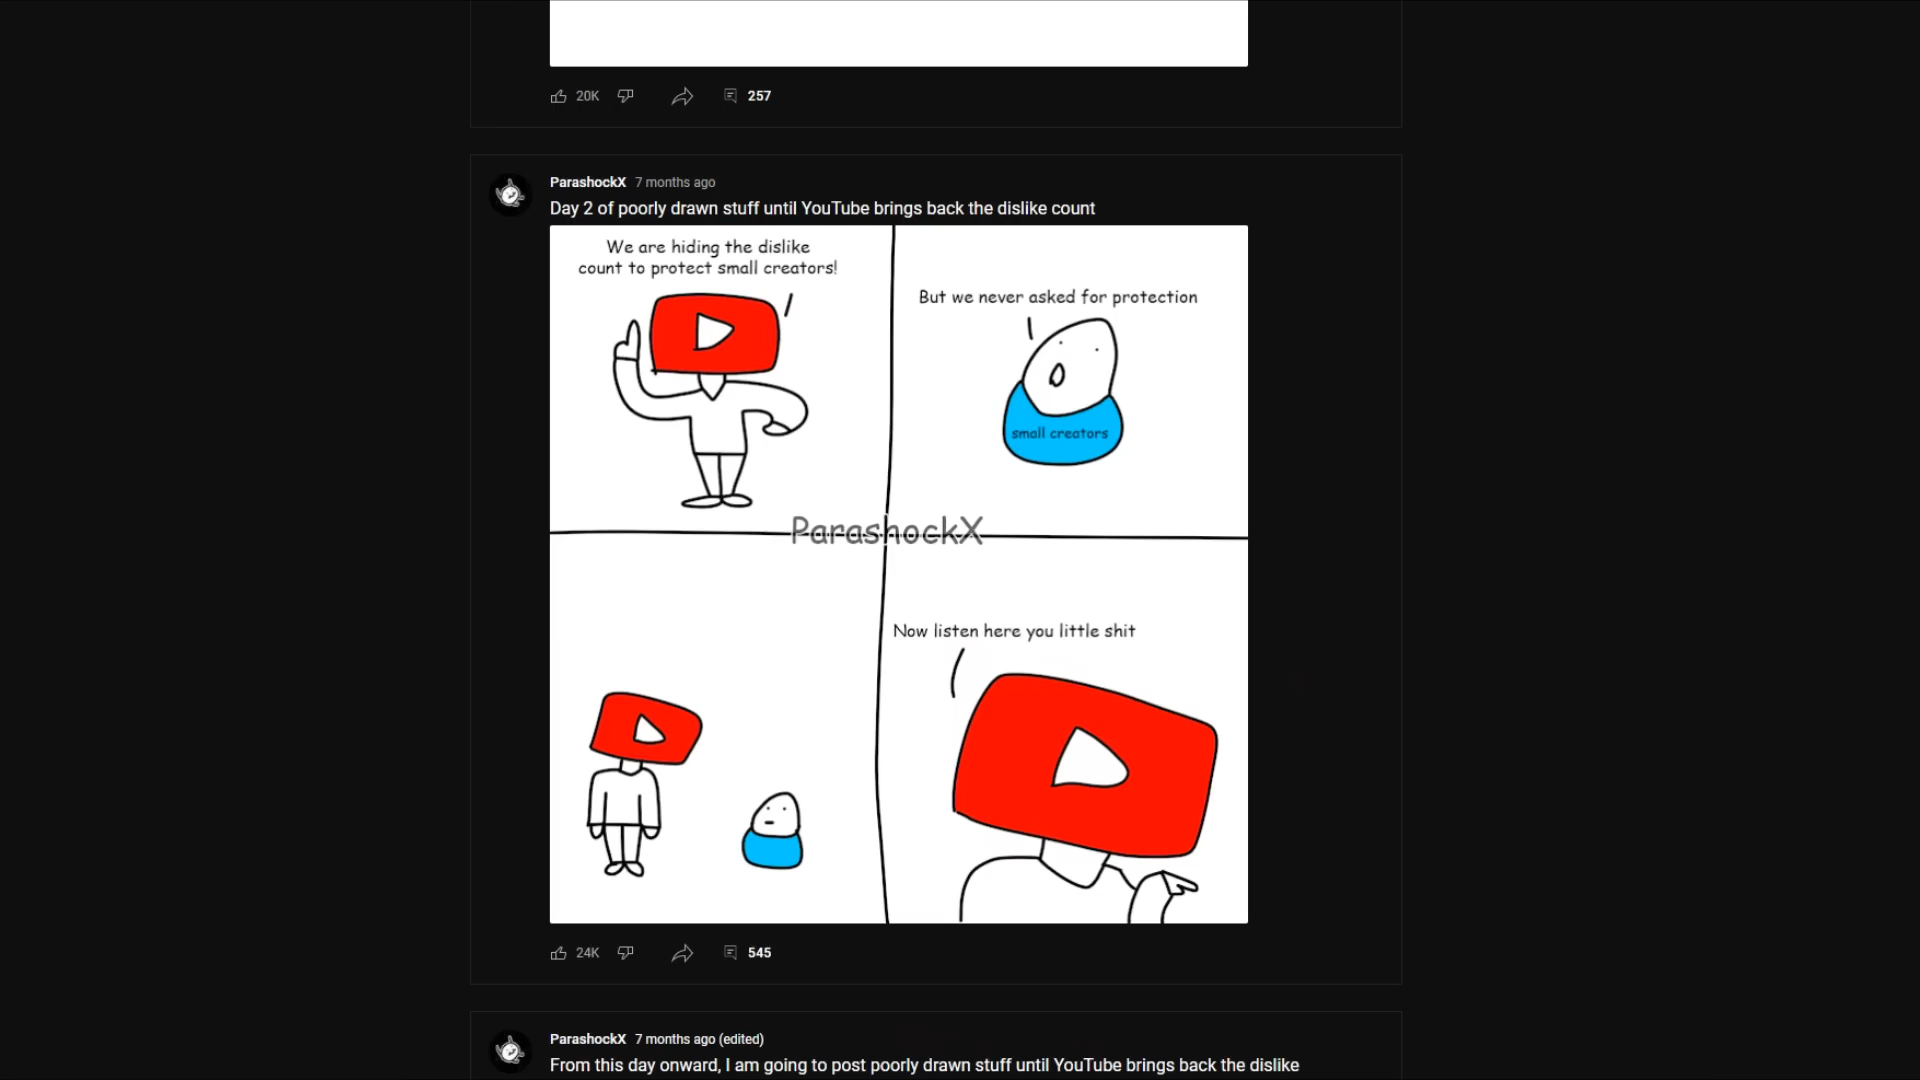 20K
257
ParashockX 7 months ago
Day 2 of poorly drawn stuff until YouTube brings back the dislike count
We are hiding the dislike
count to protect small creators!
But we never asked for protection
small creators
ParashockX
Now listen here you little shit
24K
545
ParashockX 7 months ago (edited)
From this day onward, I am going to post poorly drawn stuff until YouTube brings back the dislike